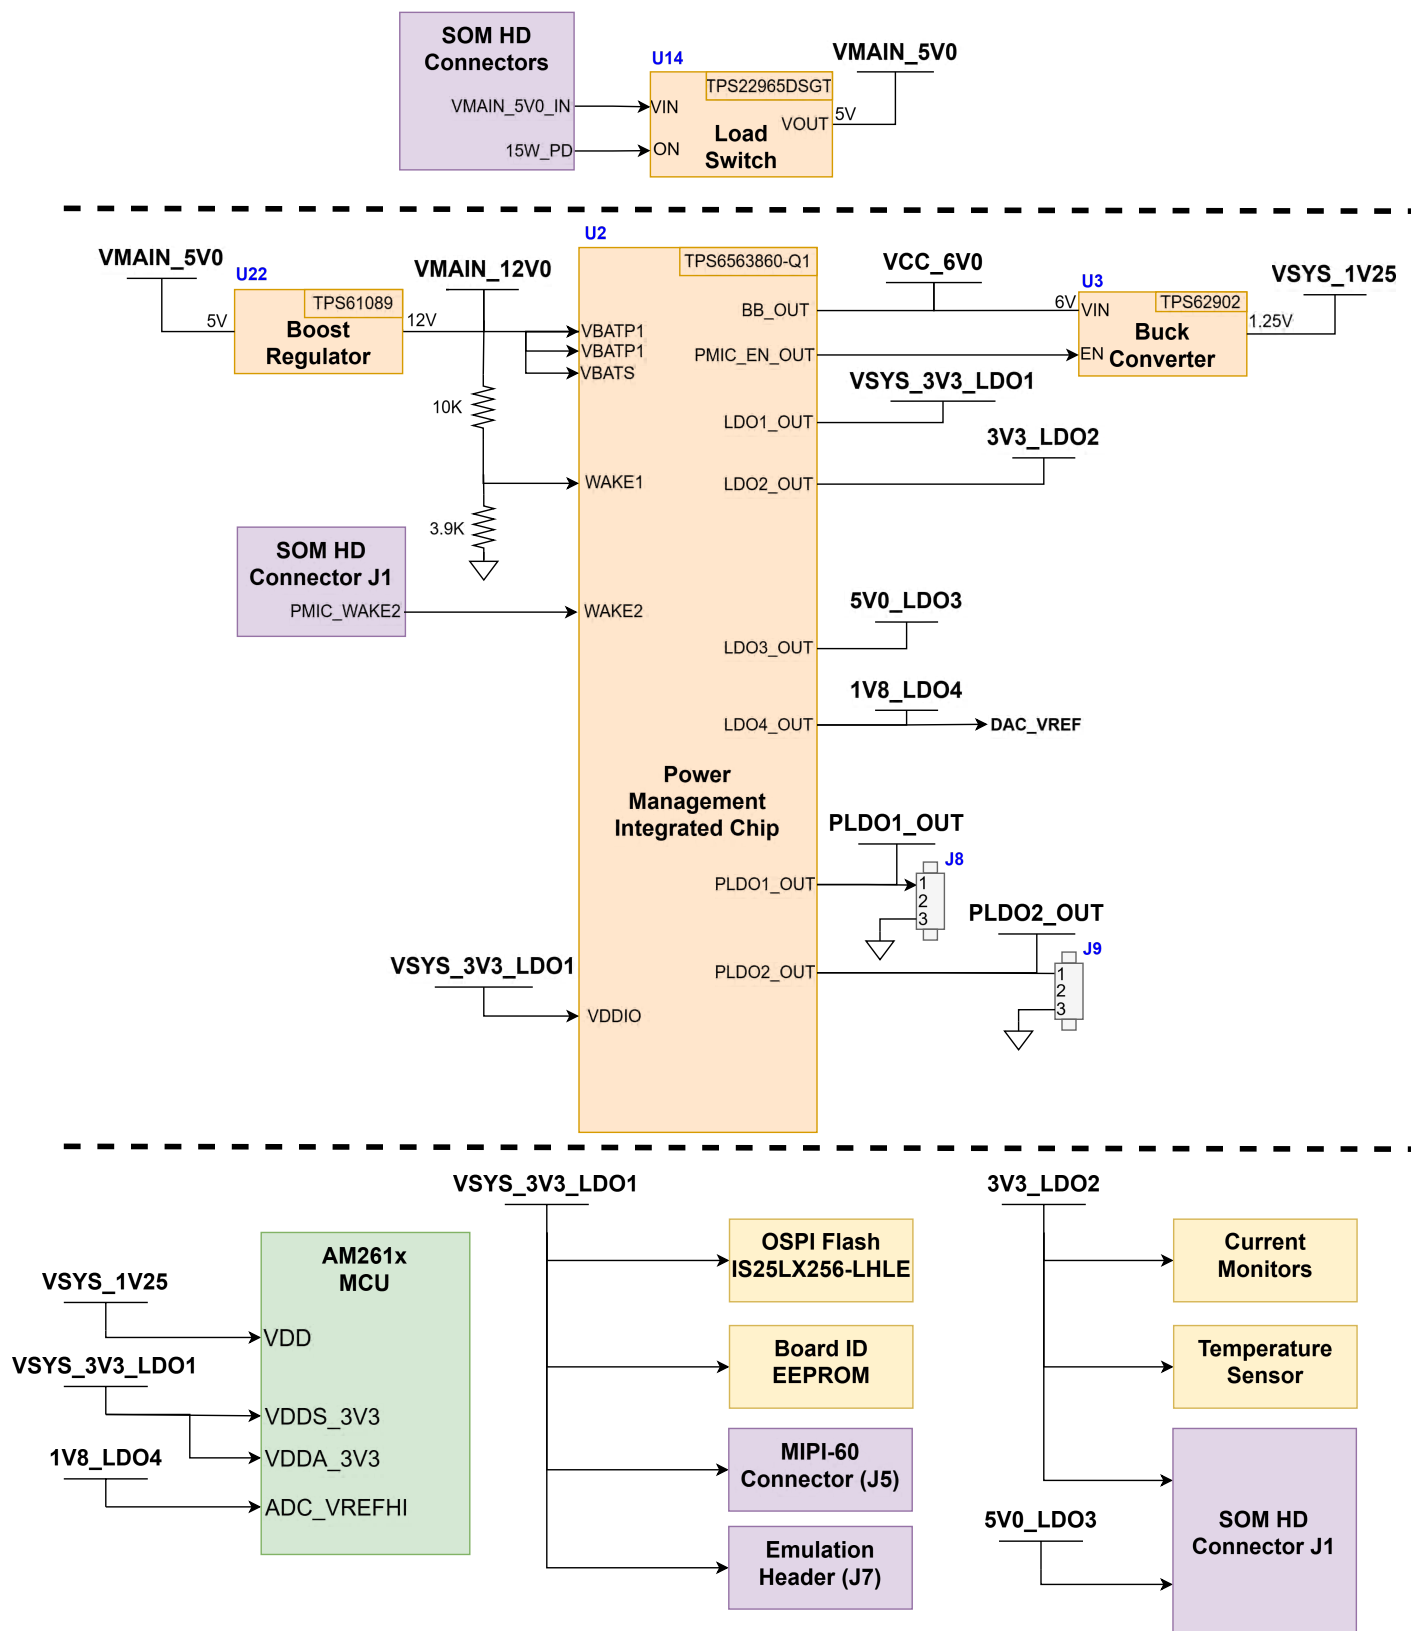 SOM HD
Connectors
VMAIN_5V0_IN
15W_PD
U14
TPS22965DSGT
VIN
ON
VOUT
Load
Switch
5V
VMAIN_5V0
VMAIN_5V0
5V
U22
TPS61089
Boost
Regulator
12V
VMAIN_12V0
10K
3.9K
SOM HD
Connector J1
PMIC_WAKE2
VSYS_3V3_LDO1
U2
TPS6563860-Q1
VBATP1
VBATP1
VBATS
WAKE1
WAKE2
VDDIO
Power
Management
Integrated Chip
BB_OUT
PMIC_EN_OUT
LDO1_OUT
LDO2_OUT
LDO3_OUT
LDO4_OUT
PLDO1_OUT
PLDO2_OUT
VCC_6V0
6V
U3
TPS62902
VIN
EN
Buck
Converter
1.25V
VSYS_1V25
VSYS_3V3_LDO1
3V3_LDO2
5V0_LDO3
1V8_LDO4
DAC_VREF
PLDO1_OUT
J8
1
2
3
PLDO2_OUT
J9
1
2
3
VSYS_1V25
VSYS_3V3_LDO1
1V8_LDO4
AM261x
MCU
VDD
VDDS_3V3
VDDA_3V3
ADC_VREFHI
VSYS_3V3_LDO1
OSPI Flash
IS25LX256-LHLE
Board ID
EEPROM
MIPI-60
Connector (J5)
Emulation
Header (J7)
3V3_LDO2
5V0_LDO3
Current
Monitors
Temperature
Sensor
SOM HD
Connector J1